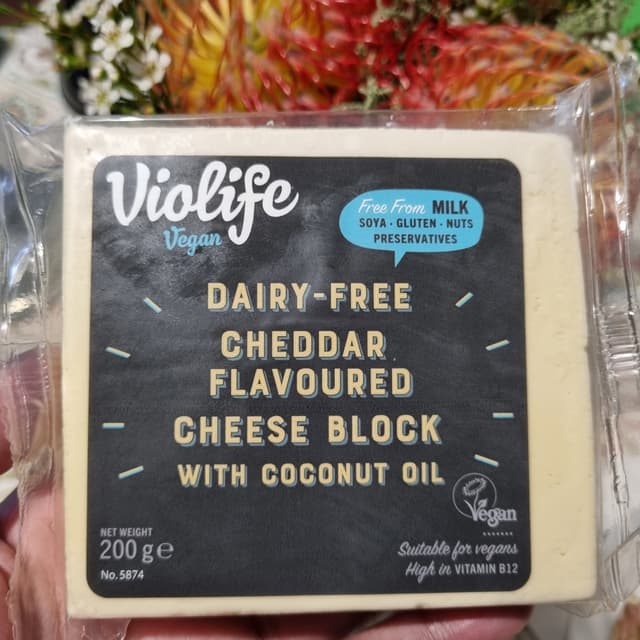 Violife
Vegan
Free From MILK
SOYA · GLUTEN · NUTS
PRESERVATIVES
DAIRY-FREE
CHEDDAR
FLAVOURED
CHEESE BLOCK
WITH COCONUT OIL
Vegan
NET WEIGHT
200 g ℮
No.5874
Suitable for vegans
High in VITAMIN B12